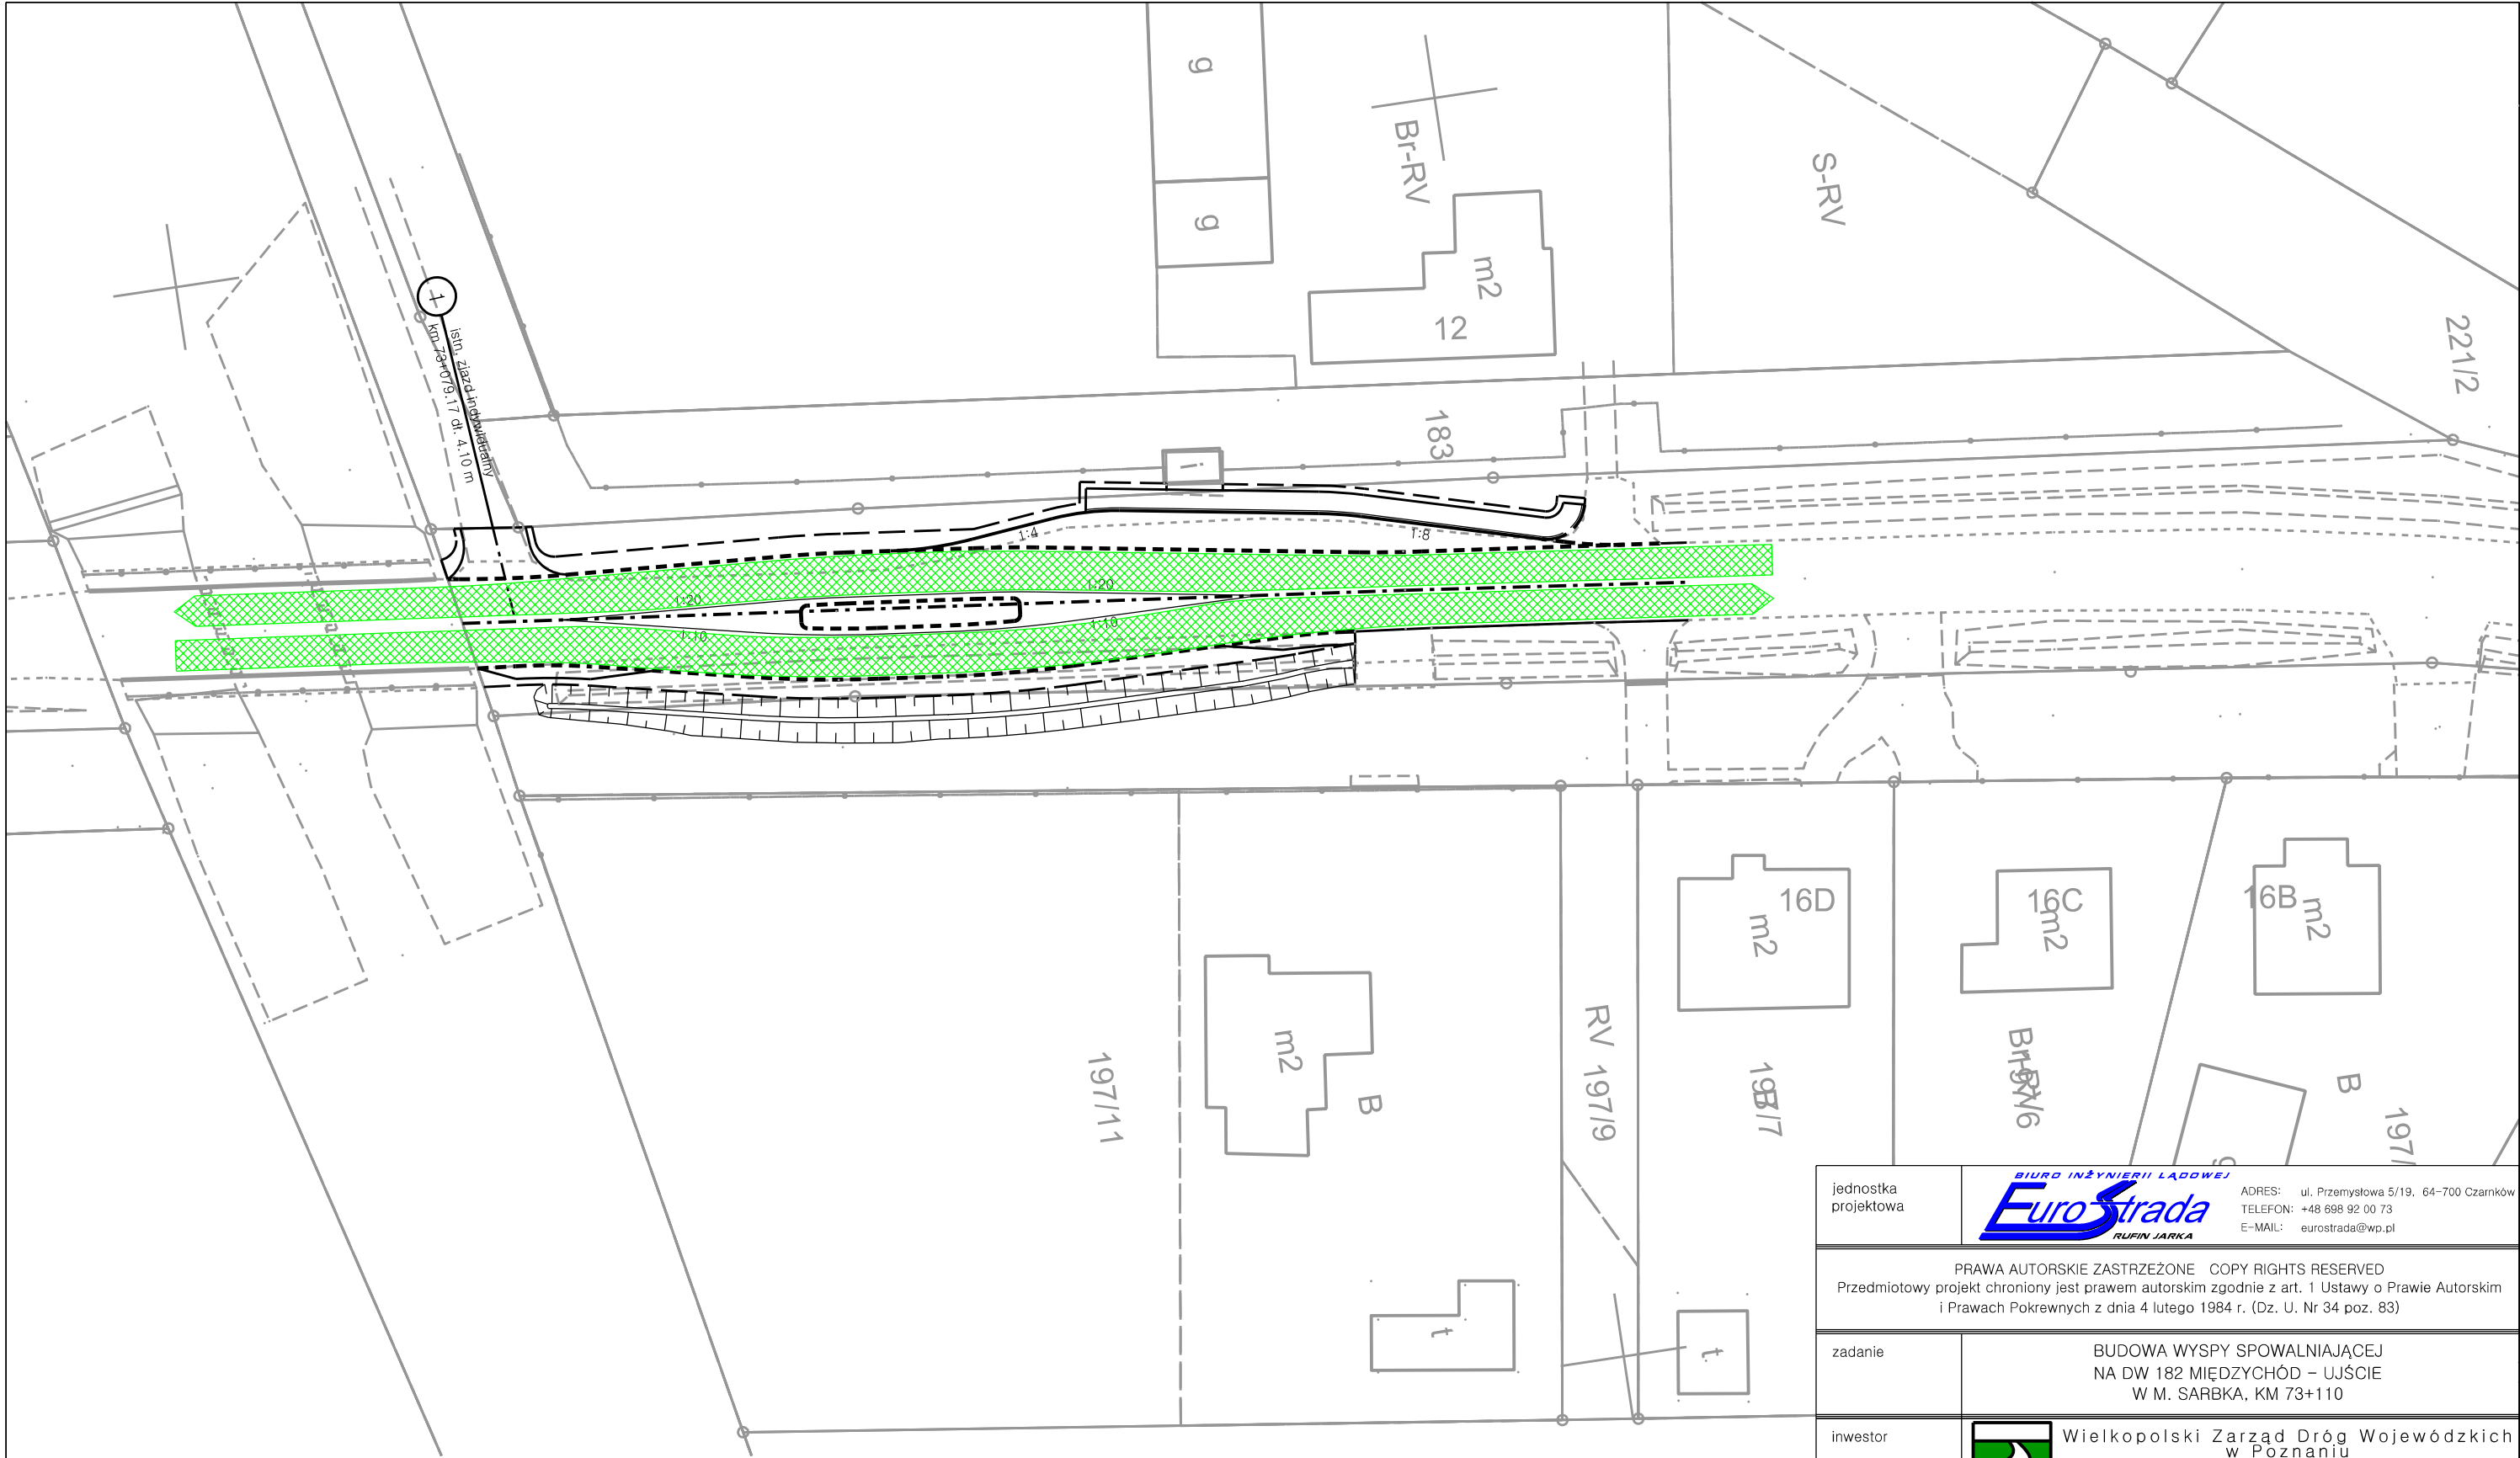 g
Br-RV
S-RV
g
m2
12
221/2
1
istn. zjazd indywidualny
km 73+079.17 dł. 4.10 m
183
i
1:4
1:8
1:20
1:20
1:10
1:10
16D
16C
16B
m2
m2
m2
m2
B
197/11
RV 197/9
197/7
B
B
197/
g
t
t.
jednostka
projektowa
BIURO INŻYNIERII LĄDOWEJ
EuroStrada
RUFIN JARKA
ADRES: ul. Przemysłowa 5/19, 64-700 Czarnków
TELEFON: +48 698 92 00 73
E-MAIL: eurostrada@wp.pl
PRAWA AUTORSKIE ZASTRZEŻONE COPY RIGHTS RESERVED
Przedmiotowy projekt chroniony jest prawem autorskim zgodnie z art. 1 Ustawy o Prawie Autorskim
i Prawach Pokrewnych z dnia 4 lutego 1984 r. (Dz. U. Nr 34 poz. 83)
zadanie
BUDOWA WYSPY SPOWALNIAJĄCEJ
NA DW 182 MIĘDZYCHÓD - UJŚCIE
W M. SARBKA, KM 73+110
inwestor
Wielkopolski Zarząd Dróg Wojewódzkich
w Poznaniu